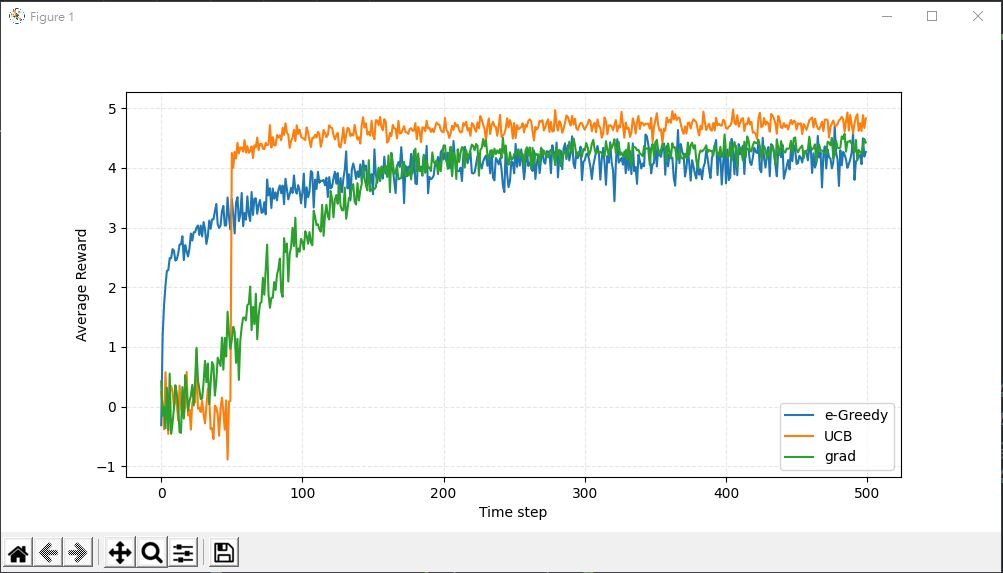 Figure 1
5
4
3
2
1
0
−1
Average Reward
0 100 200 300 400 500
Time step
e-Greedy
UCB
grad